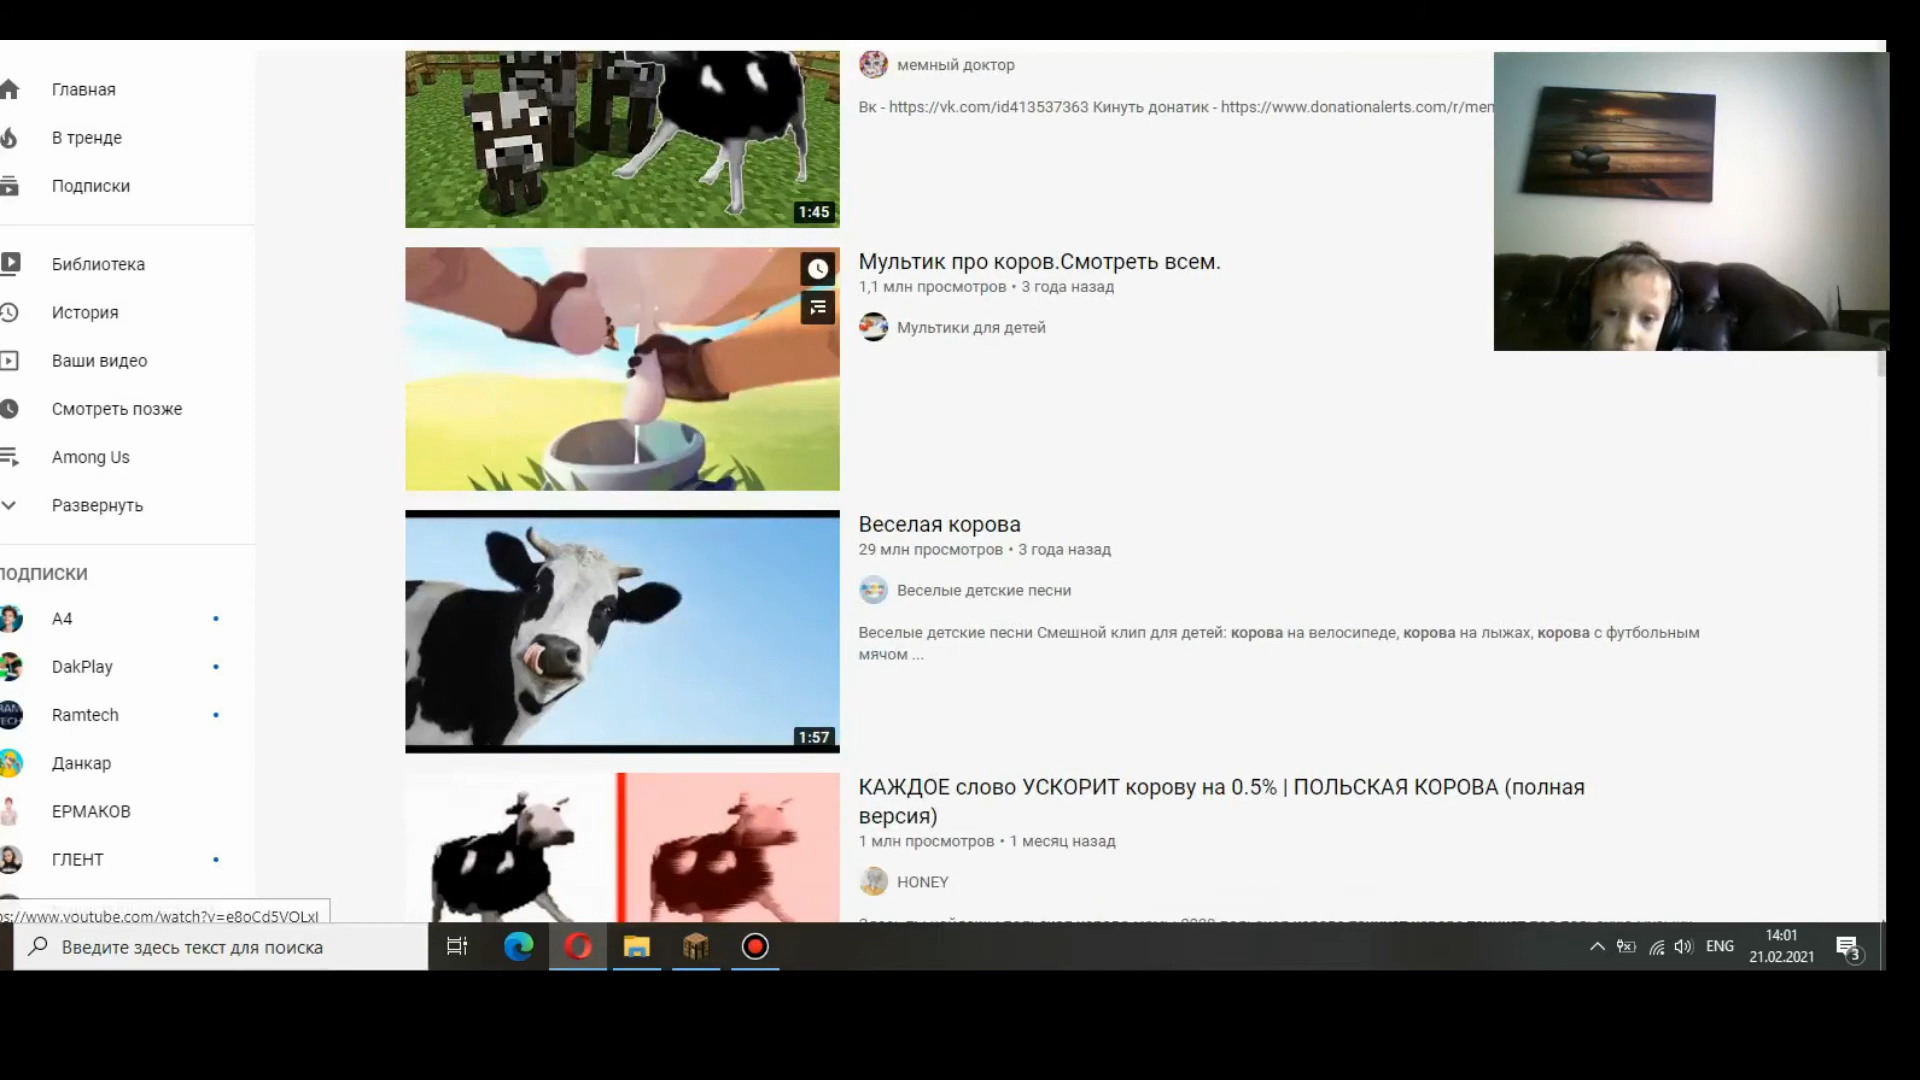 Главная
В тренде
Подписки
Библиотека
История
Ваши видео
Смотреть позже
Among Us
Развернуть
ПОДПИСКИ
A4
DakPlay
Ramtech
Данкар
ЕРМАКОВ
ГЛЕНТ
ps://www.youtube.com/watch?v=e8oCd5VOLxI
мемный доктор
Вк - https://vk.com/id413537363 Кинуть донатик - https://www.donationalerts.com/r/mem
1:45
Мультик про коров.Смотреть всем.
1,1 млн просмотров • 3 года назад
Мультики для детей
Веселая корова
29 млн просмотров • 3 года назад
Веселые детские песни
Веселые детские песни Смешной клип для детей: корова на велосипеде, корова на лыжах, корова с футбольным
мячом ...
1:57
КАЖДОЕ слово УСКОРИТ корову на 0.5% | ПОЛЬСКАЯ КОРОВА (полная
версия)
1 млн просмотров • 1 месяц назад
HONEY
Введите здесь текст для поиска
ENG
14:01
21.02.2021
3